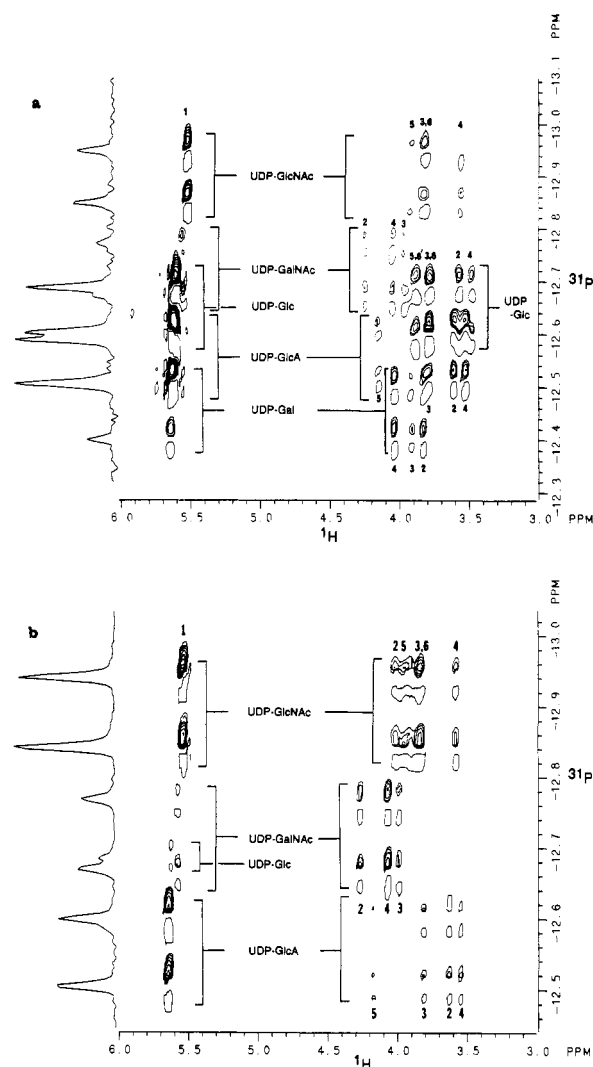 a
PPM
-13.1
1
5 3,6 4
-13.0
UDP-GlcNAc
-12.9
2 4 3
-12.8
UDP-GalNAc
5,6 3,6 2 4
-12.7
31P
UDP-Glc
UDP
-Glc
-12.6
UDP-GlcA
5
3 2 4
-12.5
UDP-Gal
-12.4
4 3 2
-12.3
6.0 5.5 5.0 4.5 4.0 3.5 3.0 PPM
1H
b
PPM
1
-13.0
2 5 3,6 4
UDP-GlcNAc
-12.9
-12.8
31P
UDP-GalNAc
UDP-Glc
-12.7
2 4 3
-12.6
UDP-GlcA
-12.5
5 3 2 4
6.0 5.5 5.0 4.5 4.0 3.5 3.0 PPM
1H